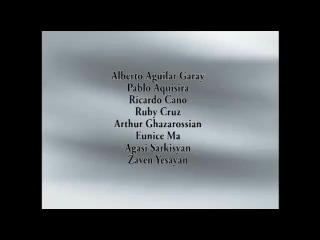 Alberto Aguilar Garay
Pablo Aquisira
Ricardo Cano
Ruby Cruz
Arthur Ghazarossian
Eunice Ma
Agasi Sarkisyan
Zaven Yesayan